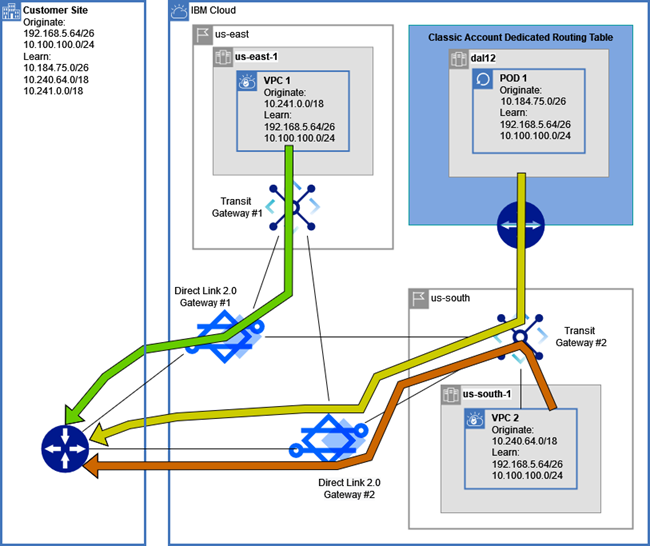 Customer Site
Originate:
192.168.5.64/26
10.100.100.0/24
Learn:
10.184.75.0/26
10.240.64.0/18
10.241.0.0/18
IBM Cloud
us-east
us-east-1
VPC 1
Originate:
10.241.0.0/18
Learn:
192.168.5.64/26
10.100.100.0/24
Transit
Gateway #1
Classic Account Dedicated Routing Table
dal12
POD 1
Originate:
10.184.75.0/26
Learn:
192.168.5.64/26
10.100.100.0/24
Direct Link 2.0
Gateway #1
us-south
Transit
Gateway #2
us-south-1
VPC 2
Originate:
10.240.64.0/18
Learn:
192.168.5.64/26
10.100.100.0/24
Direct Link 2.0
Gateway #2